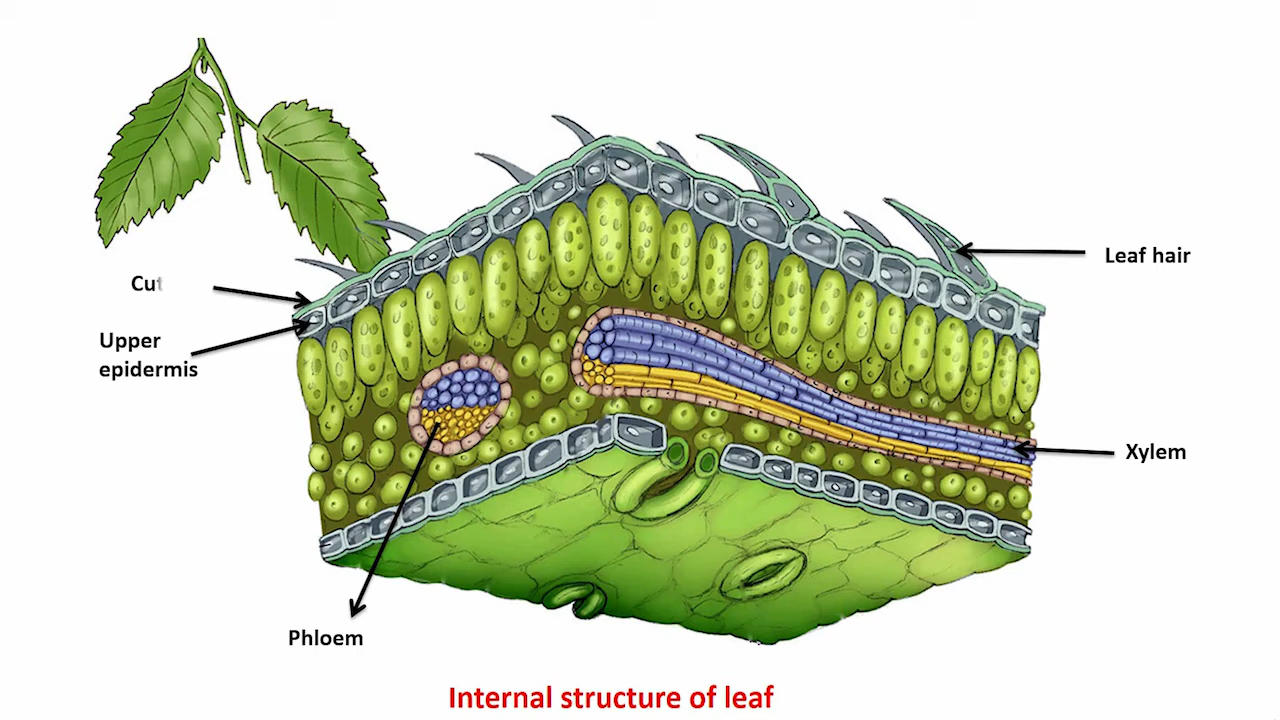 Leaf hair
Cut
Upper
epidermis
Xylem
Phloem
Internal structure of leaf